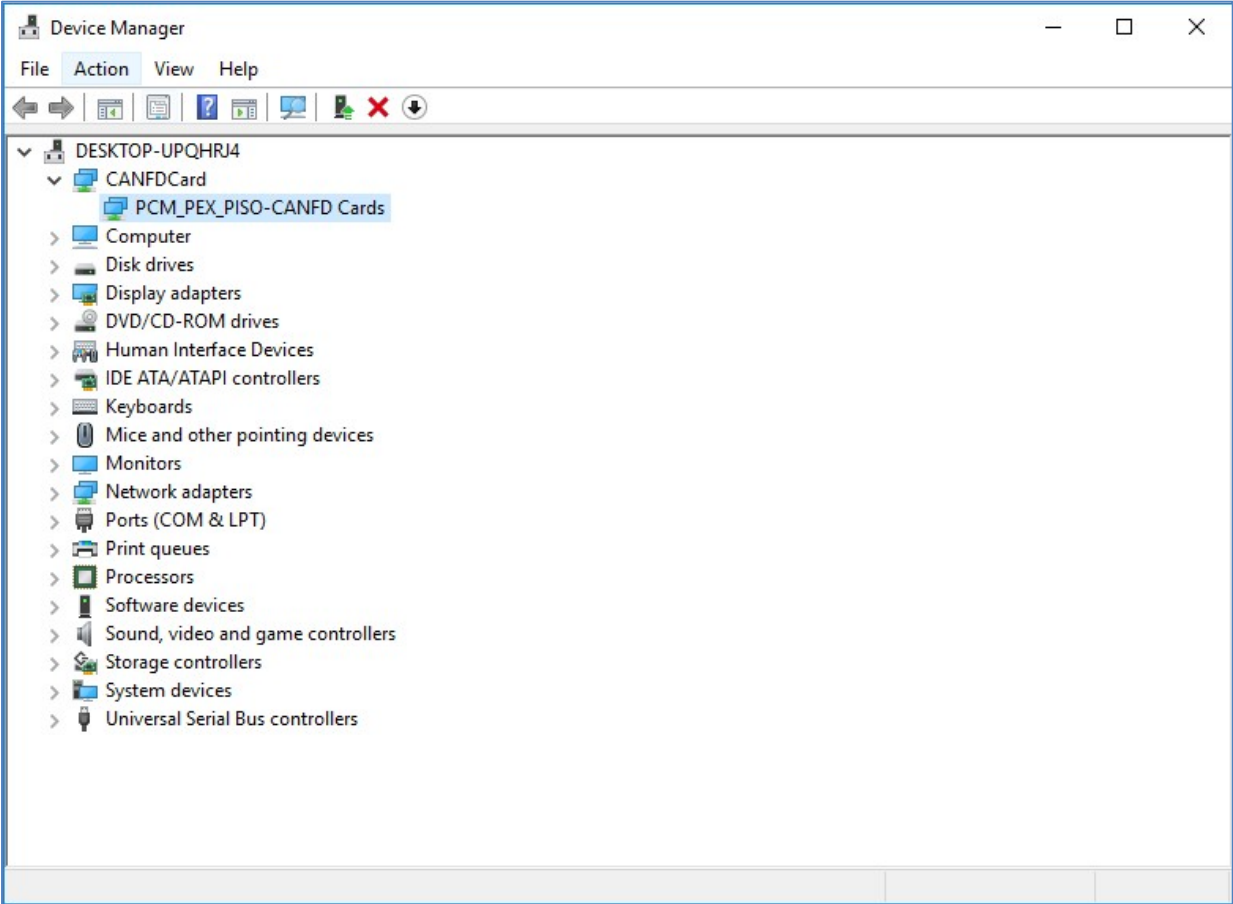 Device Manager
File Action View Help
DESKTOP-UPQHRJ4
CANFDCard
PCM_PEX_PISO-CANFD Cards
Computer
Disk drives
Display adapters
DVD/CD-ROM drives
Human Interface Devices
IDE ATA/ATAPI controllers
Keyboards
Mice and other pointing devices
Monitors
Network adapters
Ports (COM & LPT)
Print queues
Processors
Software devices
Sound, video and game controllers
Storage controllers
System devices
Universal Serial Bus controllers